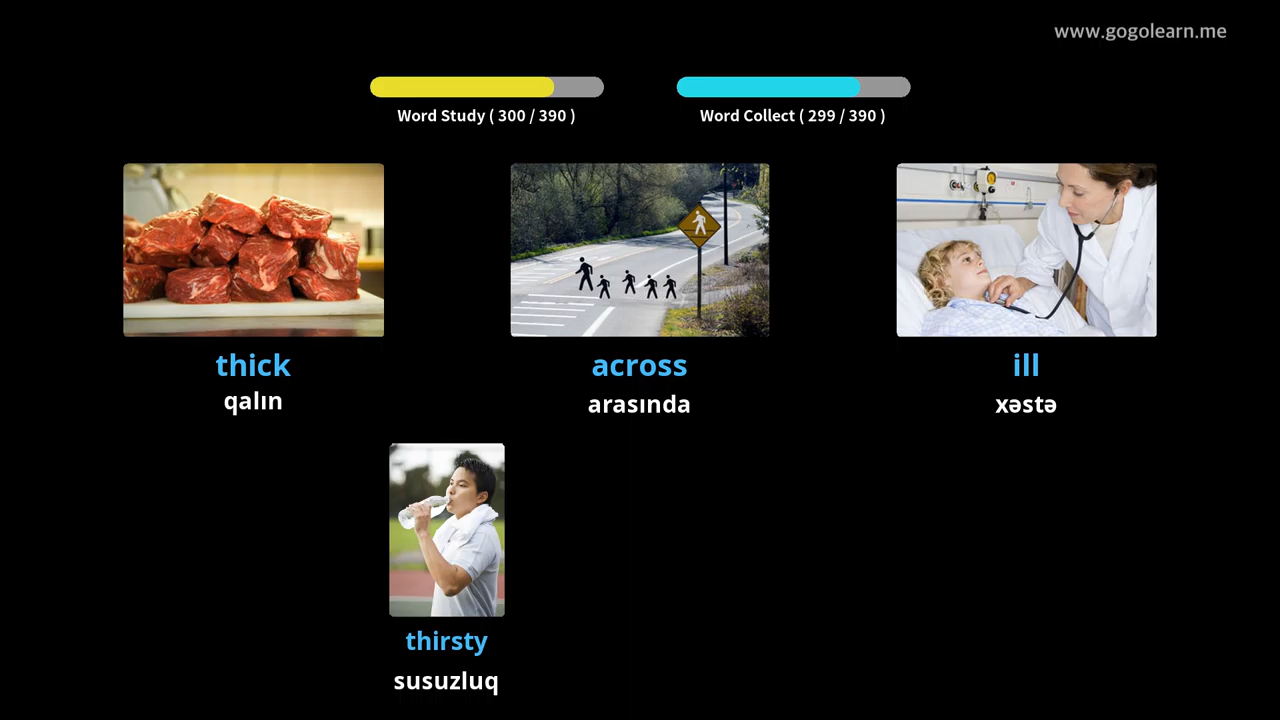 www.gogolearn.me
Word Study ( 300 / 390 )
Word Collect ( 299 / 390 )
thick
qalın
across
arasında
ill
xəstə
thirsty
susuzluq